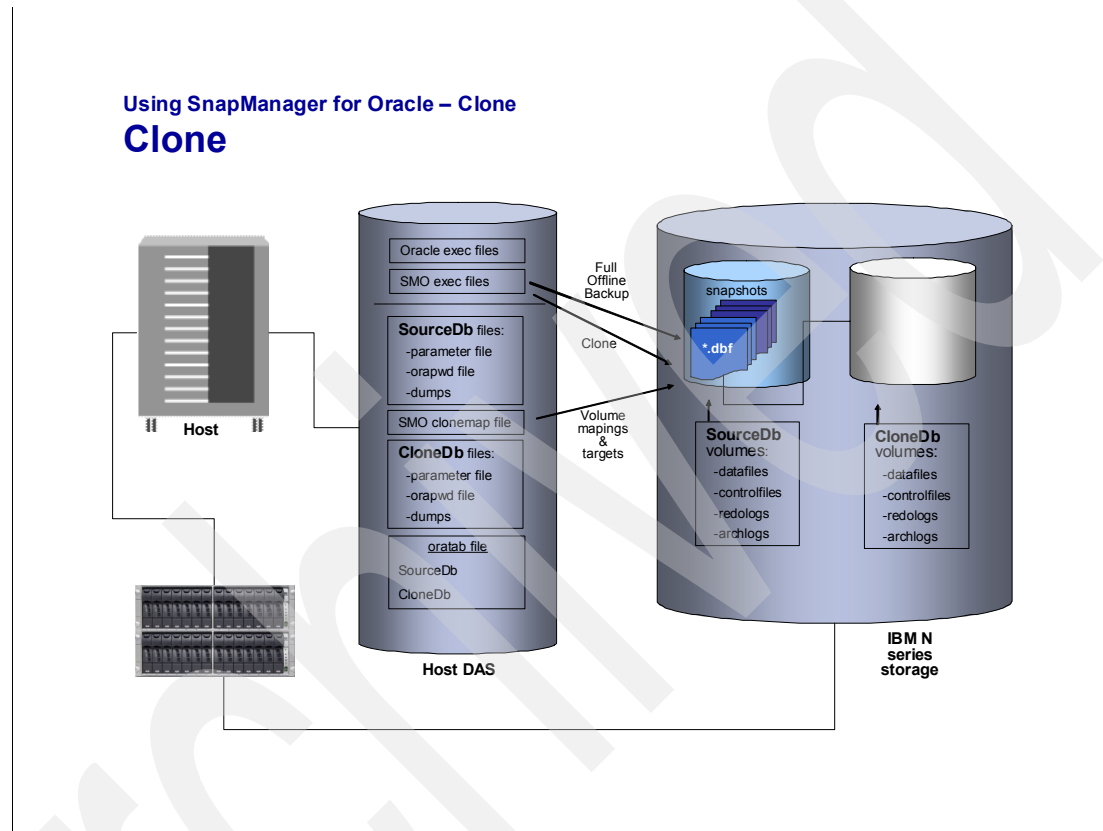 Using SnapManager for Oracle – Clone
Clone
Host
Oracle exec files
SMO exec files
SourceDb files:
-parameter file
-orapwd file
-dumps
SMO clonemap file
CloneDb files:
-parameter file
-orapwd file
-dumps
oratab file
SourceDb
CloneDb
Host DAS
Full
Offline
Backup
Clone
Volume
mapings
&
targets
snapshots
*.dbf
SourceDb
volumes:
-datafiles
-controlfiles
-redologs
-archlogs
CloneDb
volumes:
-datafiles
-controlfiles
-redologs
-archlogs
IBM N
series
storage